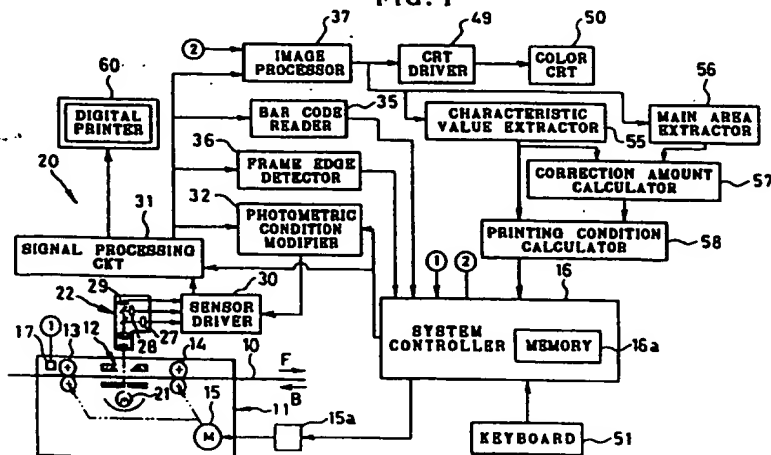 FIG. 1
37
49
50
2
IMAGE PROCESSOR
CRT DRIVER
COLOR CRT
60
DIGITAL PRINTER
35
BAR CODE READER
56
CHARACTERISTIC VALUE EXTRACTOR
55
MAIN AREA EXTRACTOR
36
FRAME EDGE DETECTOR
20
57
CORRECTION AMOUNT CALCULATOR
31
32
PHOTOMETRIC CONDITION MODIFIER
SIGNAL PROCESSING CKT
PRINTING CONDITION CALCULATOR
58
30
29
22
SENSOR DRIVER
27
28
1
2
16
SYSTEM CONTROLLER
MEMORY
16a
1
17
13
12
14
10
F
B
21
11
15
M
15a
KEYBOARD
51